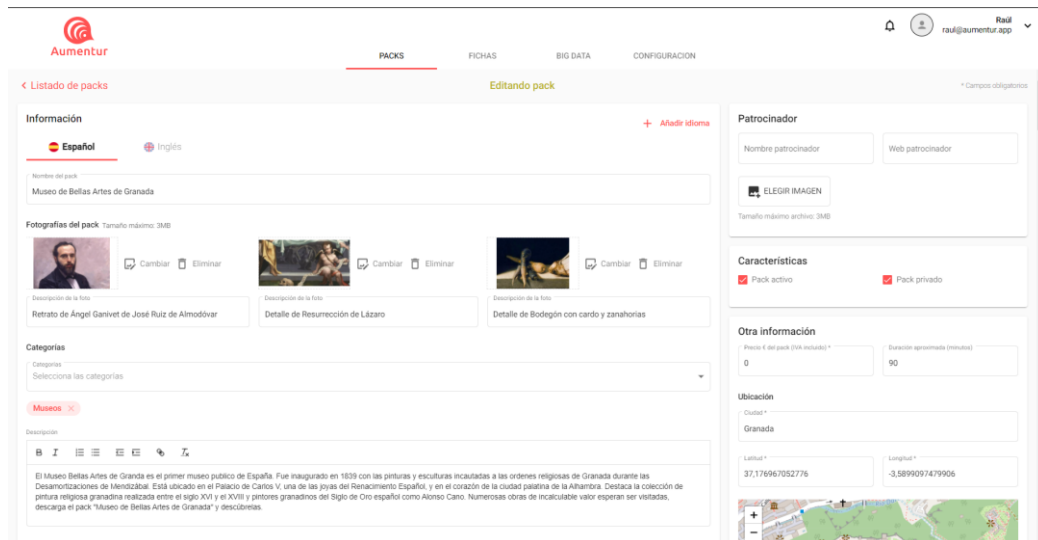 Aumentur
Raúl
raul@aumentur.app
PACKS
FICHAS
BIG DATA
CONFIGURACION
< Listado de packs
Editando pack
* Campos obligatorios
Información
+ Añadir idioma
Español
Inglés
Nombre del pack
Museo de Bellas Artes de Granada
Fotografías del pack Tamaño máximo: 3MB
Cambiar Eliminar
Cambiar Eliminar
Cambiar Eliminar
Descripción de la foto
Retrato de Ángel Ganivet de José Ruiz de Almodóvar
Descripción de la foto
Detalle de Resurrección de Lázaro
Descripción de la foto
Detalle de Bodegón con cardo y zanahorias
Categorías
Categorías
Selecciona las categorías
Museos ×
Descripción
B I
El Museo Bellas Artes de Granda es el primer museo publico de España. Fue inaugurado en 1839 con las pinturas y esculturas incautadas a las ordenes religiosas de Granada durante las
Desamortizaciones de Mendizábal. Está ubicado en el Palacio de Carlos V, una de las joyas del Renacimiento Español, y en el corazón de la ciudad palatina de la Alhambra. Destaca la colección de
pintura religiosa granadina realizada entre el siglo XVI y el XVIII y pintores granadinos del Siglo de Oro español como Alonso Cano. Numerosas obras de incalculable valor esperan ser visitadas,
descarga el pack "Museo de Bellas Artes de Granada" y descúbrelas.
Patrocinador
Nombre patrocinador
Web patrocinador
ELEGIR IMAGEN
Tamaño máximo archivo: 3MB
Características
Pack activo
Pack privado
Otra información
Precio € del pack (IVA incluido) *
0
Duración aproximada (minutos)
90
Ubicación
Ciudad *
Granada
Latitud *
37,176967052776
Longitud *
-3,5899097479906
+
−